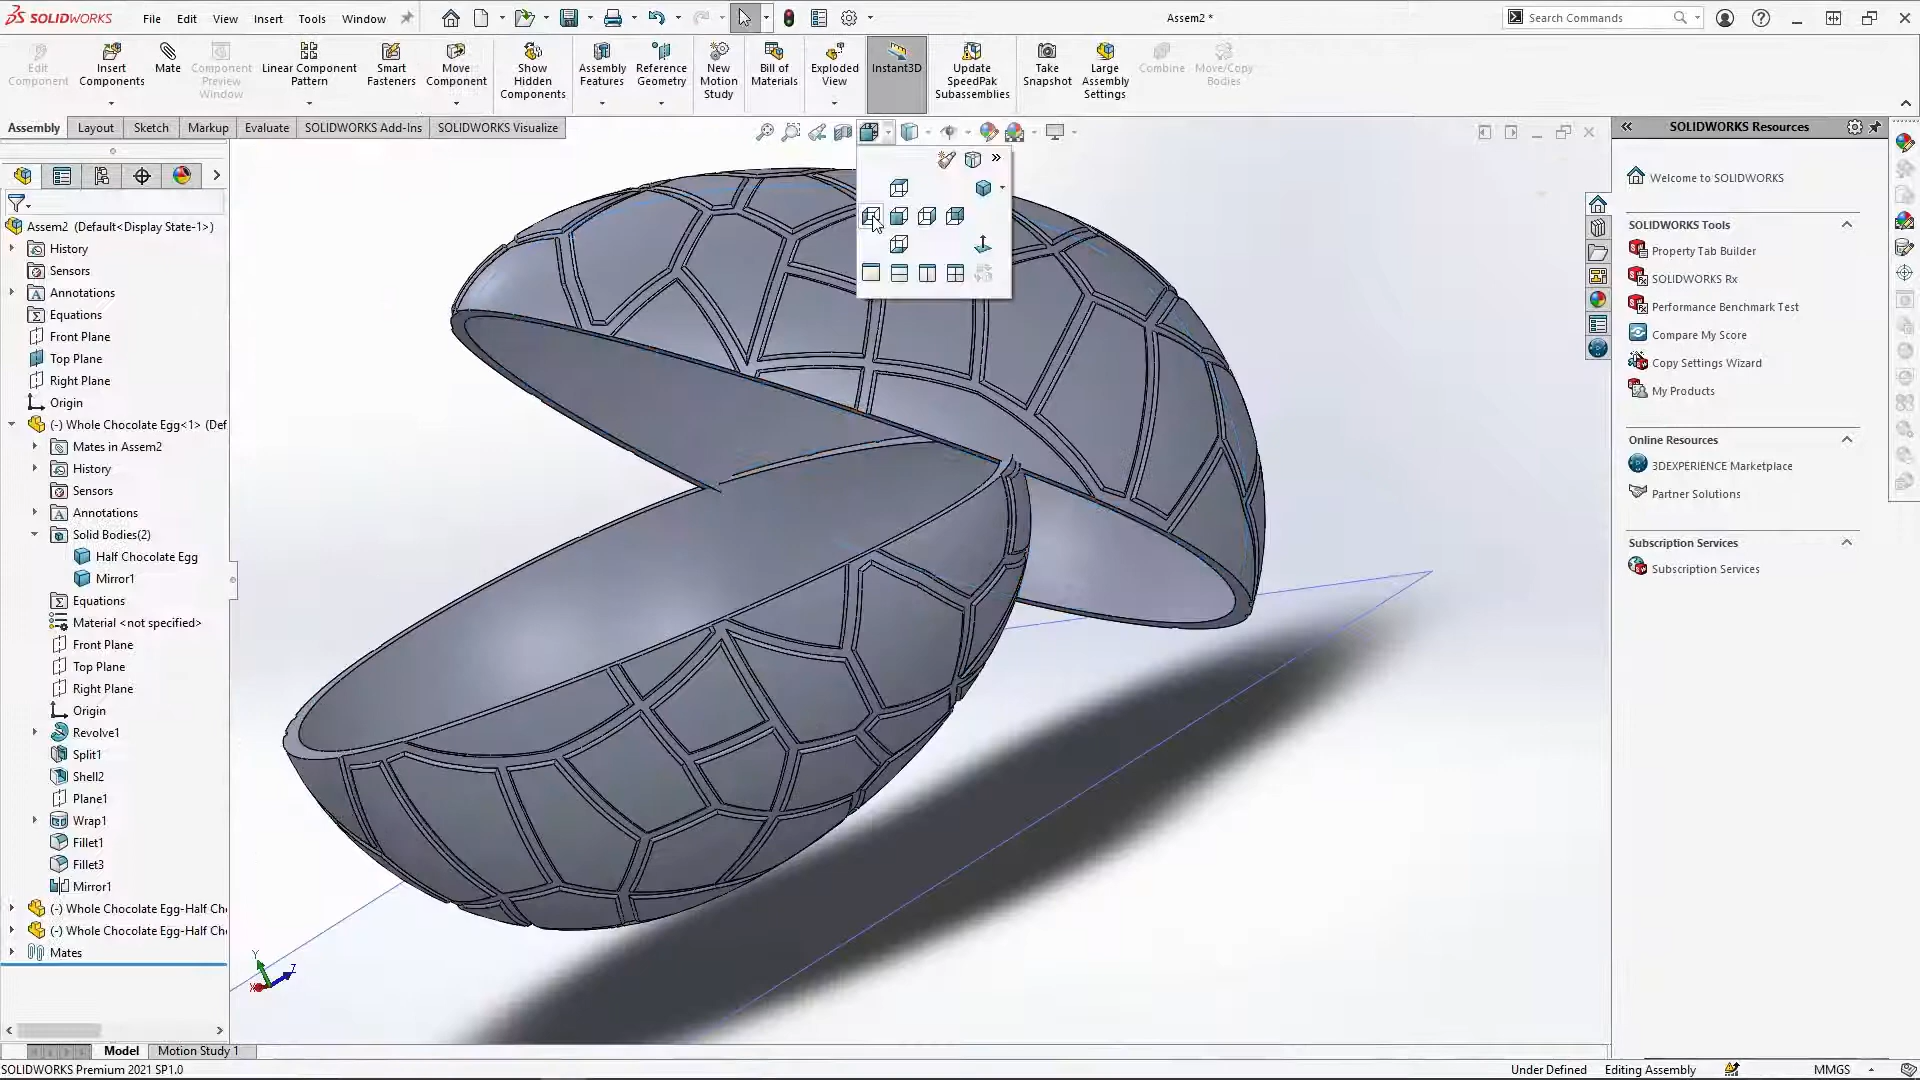 SOLIDWORKS File Edit View Insert Tools Window Assem2 * Search Commands
Edit Component
Insert Components
Mate
Component Preview Window
Linear Component Pattern
Smart Fasteners
Move Component
Show Hidden Components
Assembly Features
Reference Geometry
New Motion Study
Bill of Materials
Exploded View
Instant3D
Update SpeedPak Subassemblies
Take Snapshot
Large Assembly Settings
Combine
Move/Copy Bodies
Assembly Layout Sketch Markup Evaluate SOLIDWORKS Add-Ins SOLIDWORKS Visualize
Assem2 (Default<Display State-1>)
History
Sensors
Annotations
Equations
Front Plane
Top Plane
Right Plane
Origin
(-) Whole Chocolate Egg<1> (Def
Mates in Assem2
History
Sensors
Annotations
Solid Bodies(2)
Half Chocolate Egg
Mirror1
Equations
Material <not specified>
Front Plane
Top Plane
Right Plane
Origin
Revolve1
Split1
Shell2
Plane1
Wrap1
Fillet1
Fillet3
Mirror1
(-) Whole Chocolate Egg-Half Ch
(-) Whole Chocolate Egg-Half Ch
Mates
Y
Z
X
SOLIDWORKS Resources
Welcome to SOLIDWORKS
SOLIDWORKS Tools
Property Tab Builder
SOLIDWORKS Rx
Performance Benchmark Test
Compare My Score
Copy Settings Wizard
My Products
Online Resources
3DEXPERIENCE Marketplace
Partner Solutions
Subscription Services
Subscription Services
Model Motion Study 1
SOLIDWORKS Premium 2021 SP1.0 Under Defined Editing Assembly MMGS